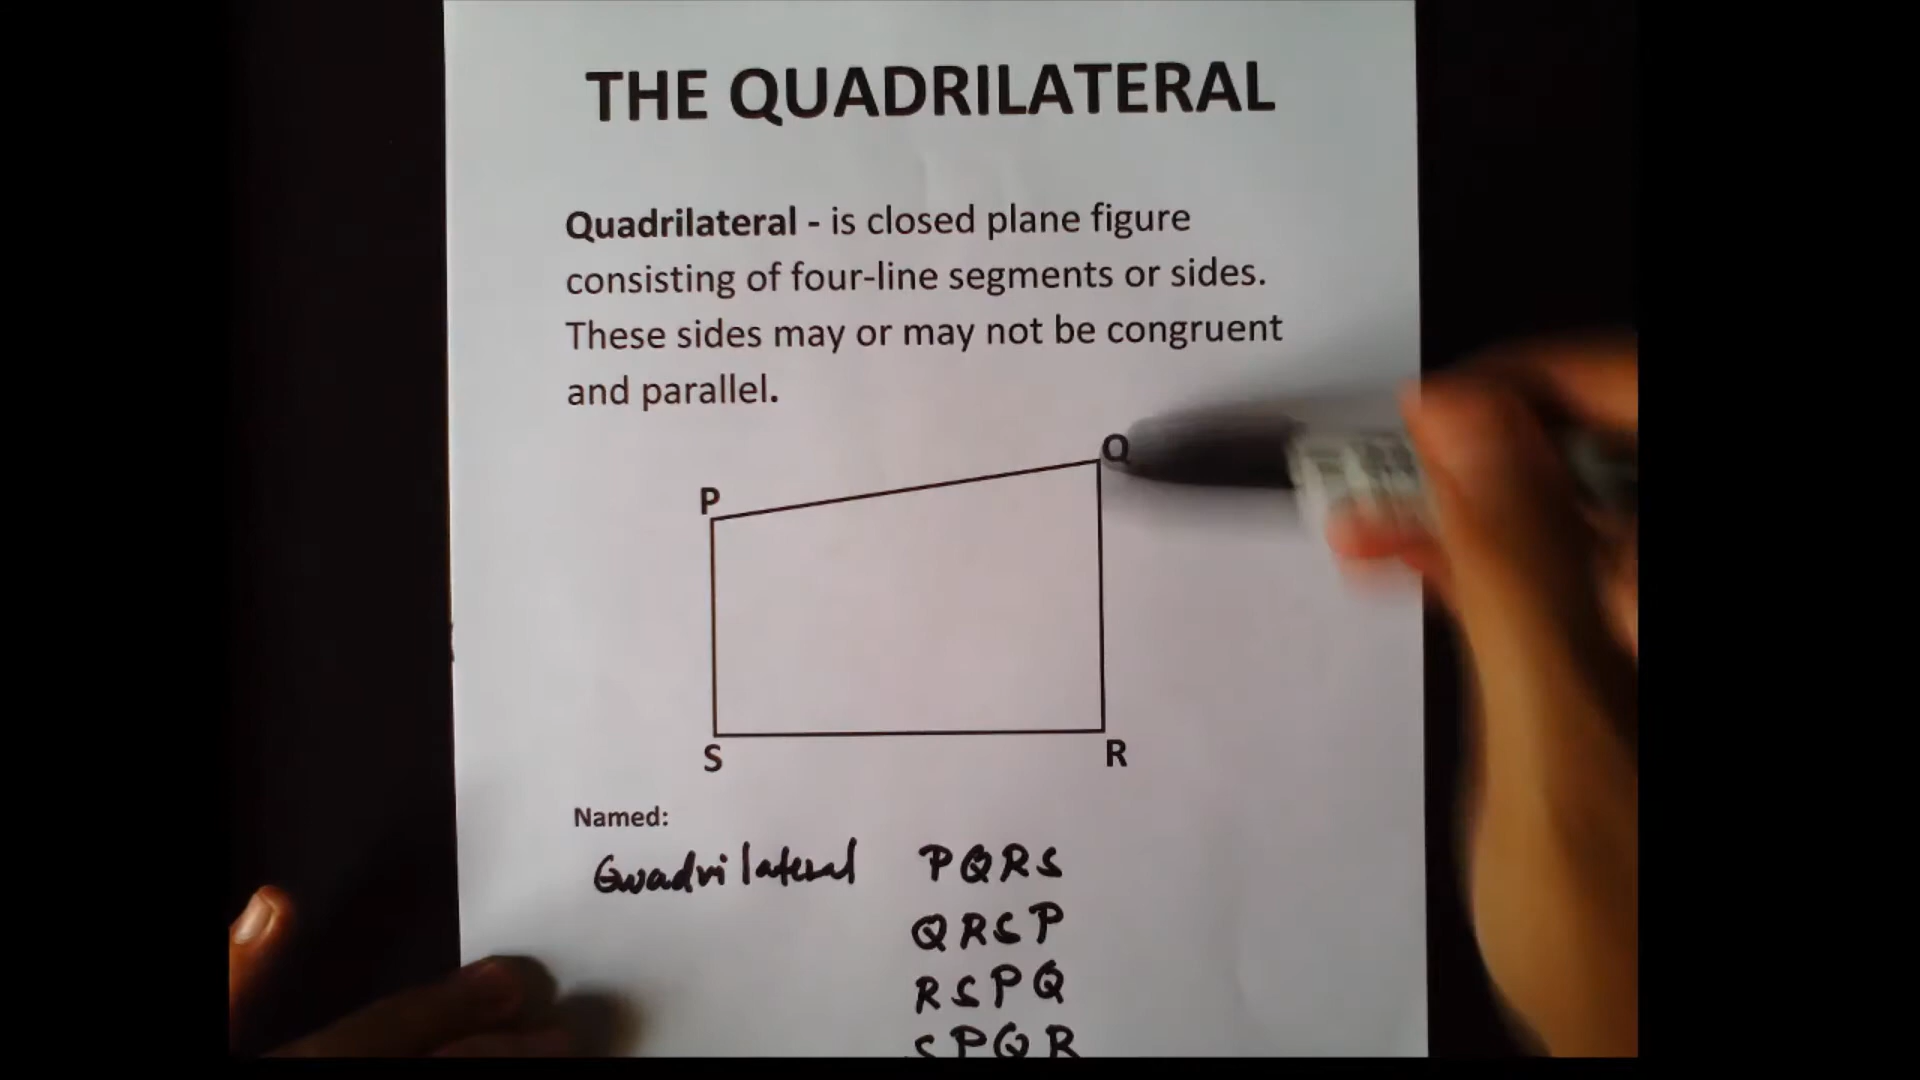 THE QUADRILATERAL
Quadrilateral - is closed plane figure
consisting of four-line segments or sides.
These sides may or may not be congruent
and parallel.
Q
P
S
R
Named:
Quadrilateral PQRS
QRSP
RSPQ
SPQR